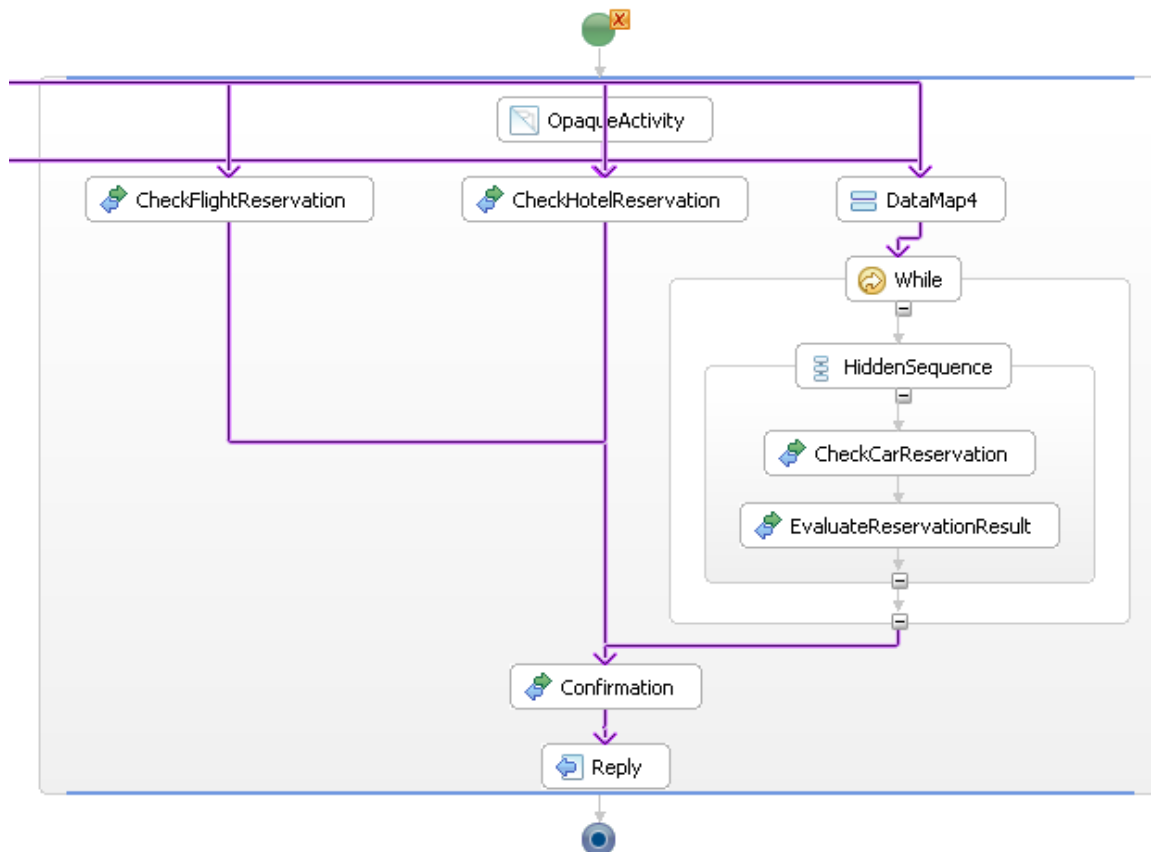 OpaqueActivity
CheckFlightReservation
CheckHotelReservation
DataMap4
While
HiddenSequence
CheckCarReservation
EvaluateReservationResult
Confirmation
Reply